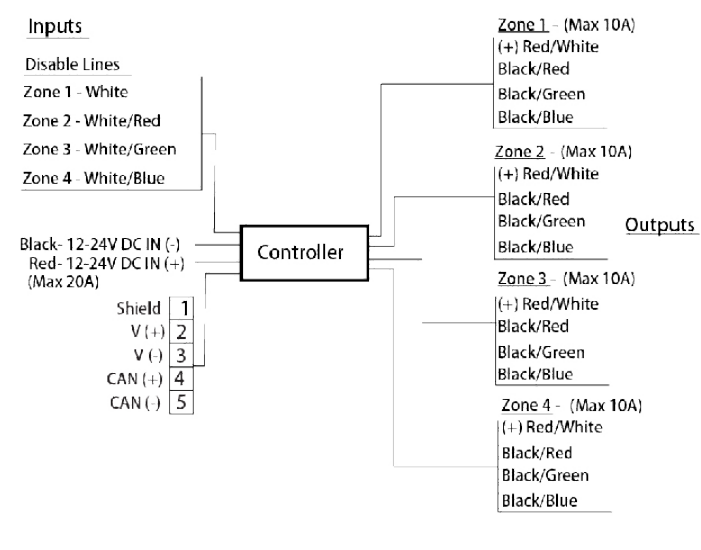 Inputs
Disable Lines
Zone 1 - White
Zone 2 - White/Red
Zone 3 - White/Green
Zone 4 - White/Blue
Black- 12-24V DC IN (-)
Red- 12-24V DC IN (+)
(Max 20A)
Shield 1
V (+) 2
V (-) 3
CAN (+) 4
CAN (-) 5
Controller
Zone 1 - (Max 10A)
(+) Red/White
Black/Red
Black/Green
Black/Blue
Zone 2 - (Max 10A)
(+) Red/White
Black/Red
Black/Green
Black/Blue
Outputs
Zone 3 - (Max 10A)
(+) Red/White
Black/Red
Black/Green
Black/Blue
Zone 4 - (Max 10A)
(+) Red/White
Black/Red
Black/Green
Black/Blue